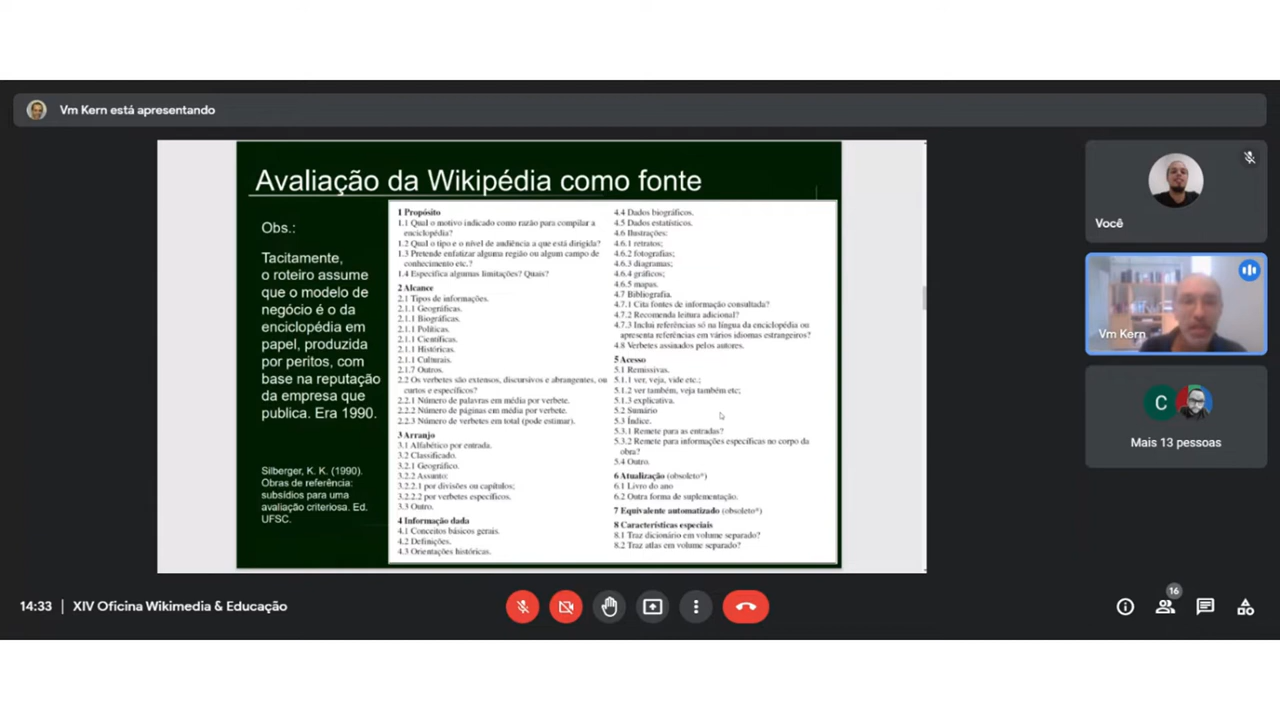 Vm Kern está apresentando
Avaliação da Wikipédia como fonte
Obs.:
Tacitamente,
o roteiro assume
que o modelo de
negócio é o da
enciclopédia em
papel, produzida
por peritos, com
base na reputação
da empresa que
publica. Era 1990.
Silberger, K. K. (1990).
Obras de referência:
subsídios para uma
avaliação criteriosa. Ed.
UFSC.
1 Propósito
1.1 Qual o motivo indicado como razão para compilar a
enciclopédia?
1.2 Qual o tipo e o nível de audiência a que está dirigida?
1.3 Pretende enfatizar alguma região ou algum campo de
conhecimento etc.?
1.4 Especifica algumas limitações? Quais?
2 Alcance
2.1 Tipos de informações.
2.1.1 Geográficas.
2.1.1 Biográficas.
2.1.1 Políticas.
2.1.1 Científicas.
2.1.1 Históricas.
2.1.1 Culturais.
2.1.7 Outros.
2.2 Os verbetes são extensos, discursivos e abrangentes, ou
curtos e específicos?
2.2.1 Número de palavras em média por verbete.
2.2.2 Número de páginas em média por verbete.
2.2.3 Número de verbetes em total (pode estimar).
3 Arranjo
3.1 Alfabético por entrada.
3.2 Classificado.
3.2.1 Geográfico.
3.2.2 Assunto:
3.2.2.1 por divisões ou capítulos;
3.2.2.2 por verbetes específicos.
3.3 Outro.
4 Informação dada
4.1 Conceitos básicos gerais.
4.2 Definições.
4.3 Orientações históricas.
4.4 Dados biográficos.
4.5 Dados estatísticos.
4.6 Ilustrações:
4.6.1 retratos;
4.6.2 fotografias;
4.6.3 diagramas;
4.6.4 gráficos;
4.6.5 mapas.
4.7 Bibliografia.
4.7.1 Cita fontes de informação consultada?
4.7.2 Recomenda leitura adicional?
4.7.3 Inclui referências só na língua da enciclopédia ou
apresenta referências em vários idiomas estrangeiros?
4.8 Verbetes assinados pelos autores.
5 Acesso
5.1 Remissivas.
5.1.1 ver, veja, vide etc.;
5.1.2 ver também, veja também etc;
5.1.3 explicativa.
5.2 Sumário
5.3 Índice.
5.3.1 Remete para as entradas?
5.3.2 Remete para informações específicas no corpo da
obra?
5.4 Outro.
6 Atualização (obsoleto*)
6.1 Livro do ano
6.2 Outra forma de suplementação.
7 Equivalente automatizado (obsoleto*)
8 Características especiais
8.1 Traz dicionário em volume separado?
8.2 Traz atlas em volume separado?
Você
Vm Kern
C
Mais 13 pessoas
14:33 | XIV Oficina Wikimedia & Educação
16